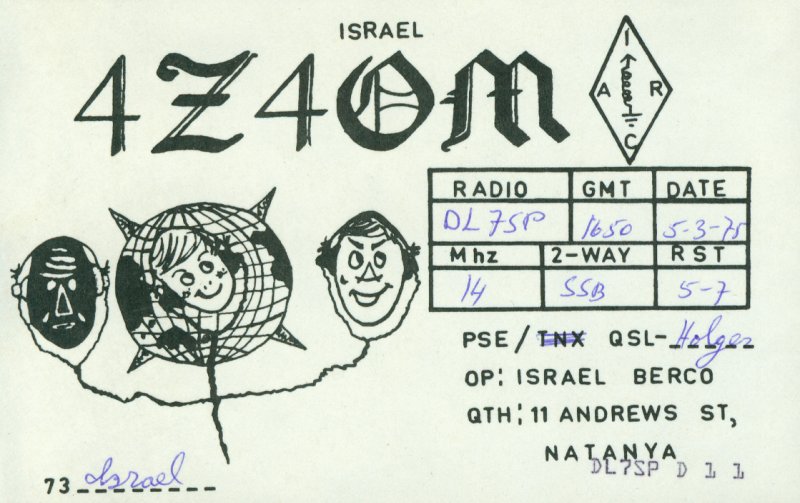 ISRAEL
4Z4OM
I
A R
C
RADIO GMT DATE
DL7SP 1650 5-3-75
Mhz 2-WAY RST
14 SSB 5-7
PSE/TNX QSL-Holger
OP: ISRAEL BERCO
QTH: 11 ANDREWS ST,
NATANYA
DL7SP D 1 1
73 Israel